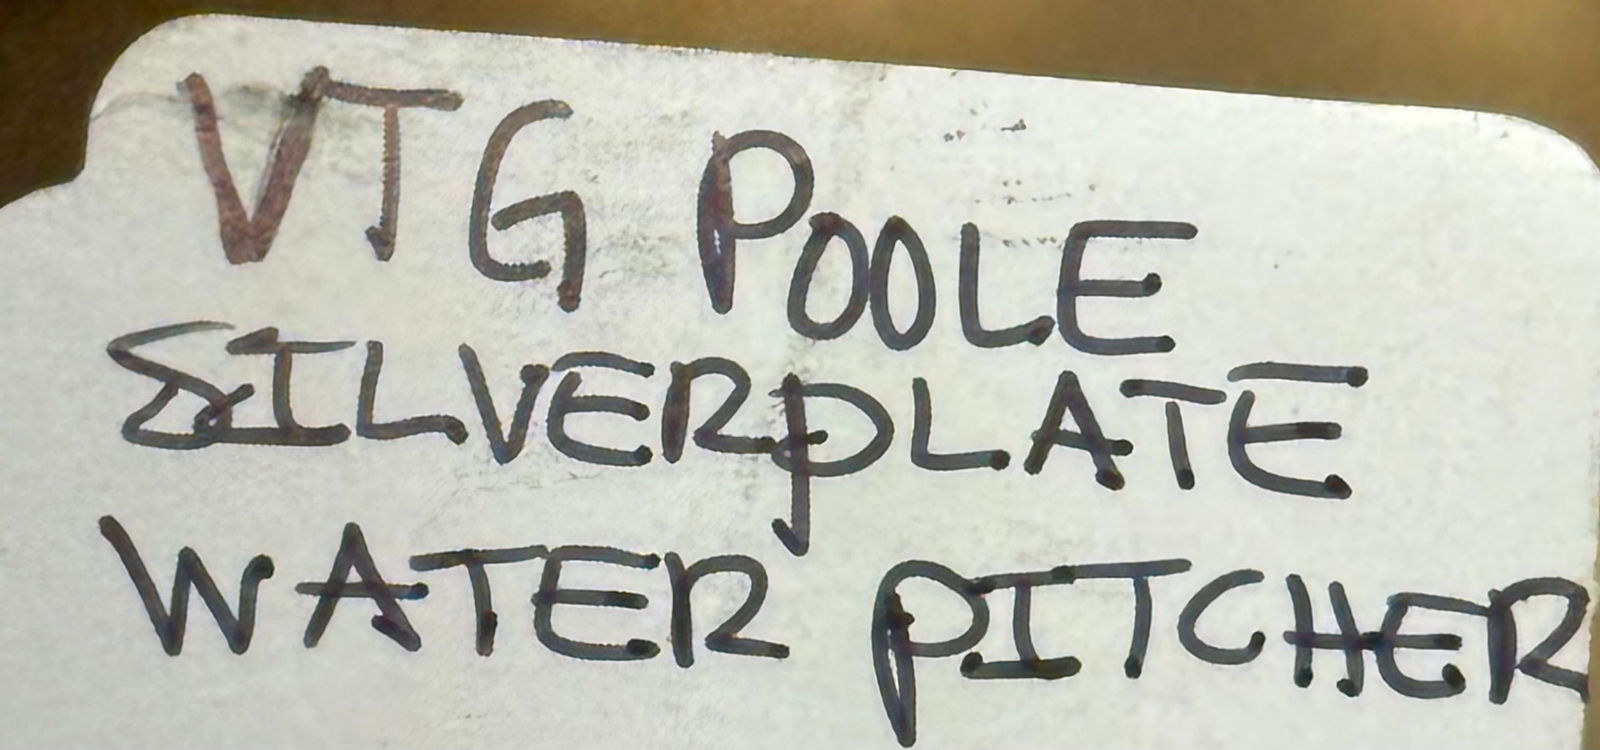 VTG POOLE
SILVERPLATE
WATER PITCHER